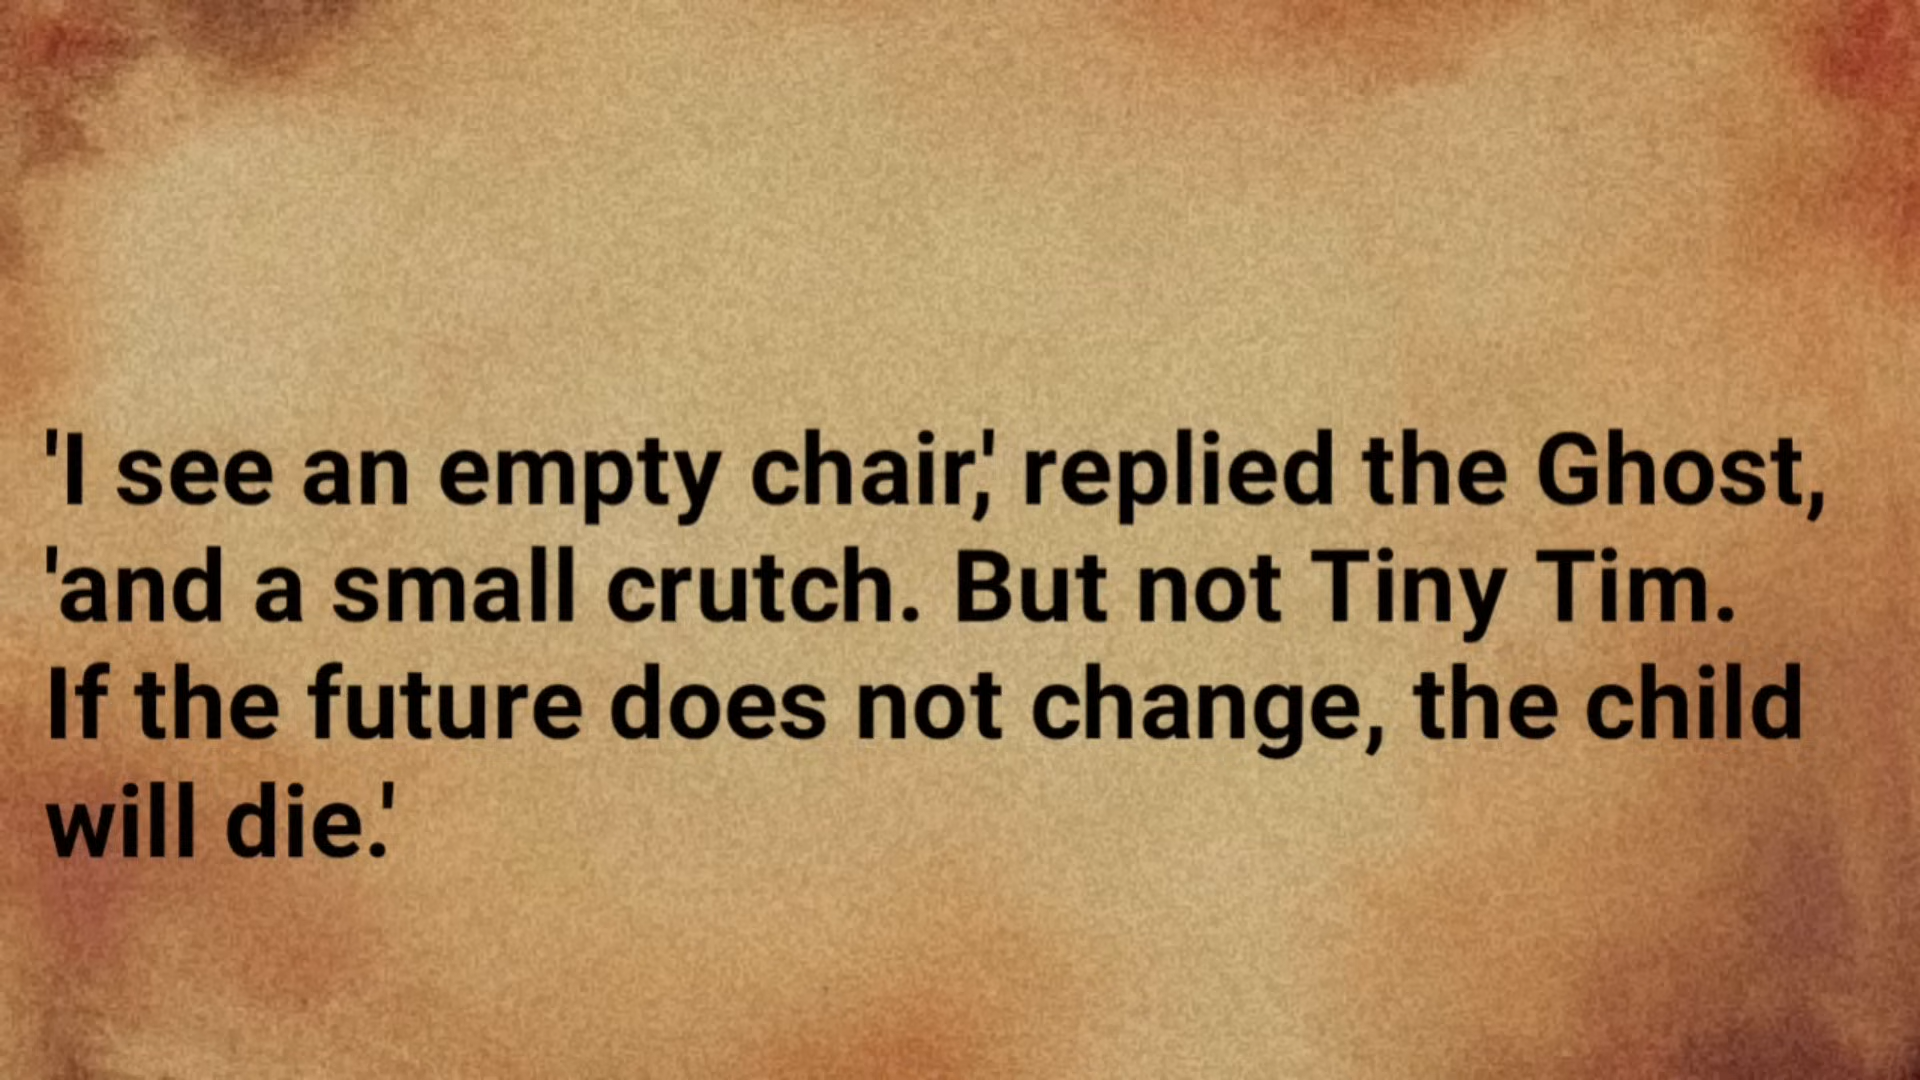 'I see an empty chair,' replied the Ghost,
'and a small crutch. But not Tiny Tim.
If the future does not change, the child
will die.'